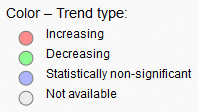 Color – Trend type:
Increasing
Decreasing
Statistically non-significant
Not available